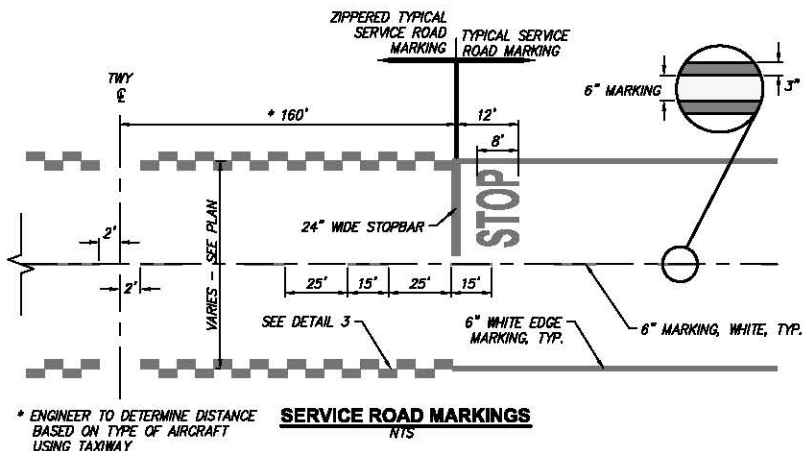 ZIPPERED TYPICAL
SERVICE ROAD
MARKING
TYPICAL SERVICE
ROAD MARKING
TWY
℄
6" MARKING
3"
* 160'
12'
8'
STOP
2'
24" WIDE STOPBAR
VARIES - SEE PLAN
2'
25'
15'
25'
15'
SEE DETAIL 3
6" WHITE EDGE
MARKING, TYP.
6" MARKING, WHITE, TYP.
* ENGINEER TO DETERMINE DISTANCE
BASED ON TYPE OF AIRCRAFT
USING TAXIWAY
SERVICE ROAD MARKINGS
NTS